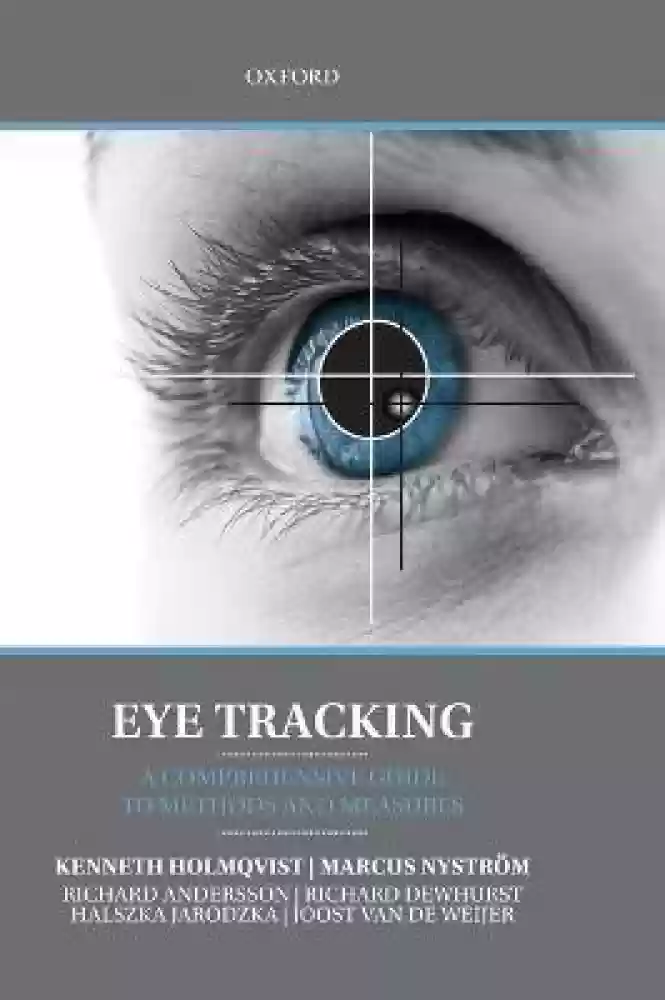 OXFORD
EYE TRACKING
A COMPREHENSIVE GUIDE
TO METHODS AND MEASURES
KENNETH HOLMQVIST | MARCUS NYSTRÖM
RICHARD ANDERSSON | RICHARD DEWHURST
HALSZKA JARODZKA | JOOST VAN DE WEIJER